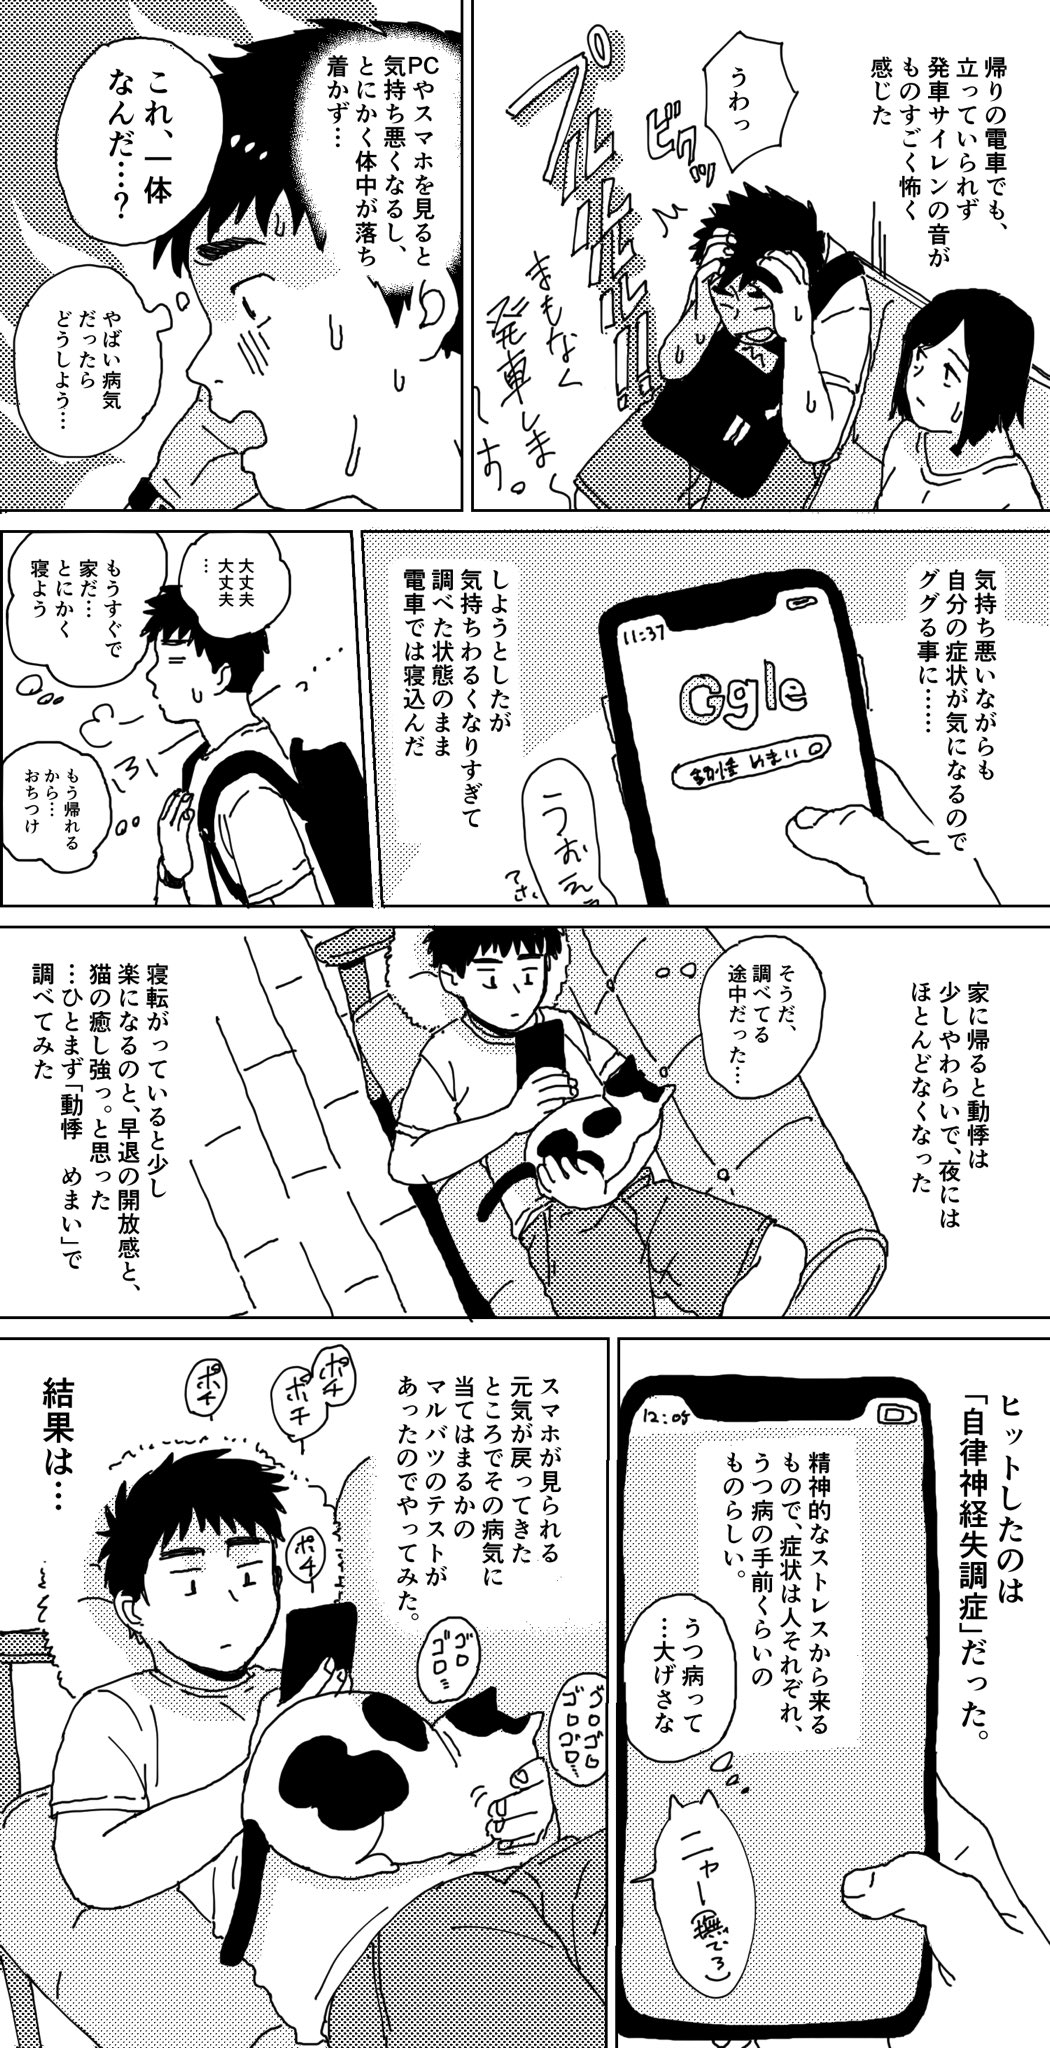 帰りの電車でも、
立っていられず
発車サイレンの音が
ものすごく怖く
感じた
うわっ
ビクッ
プルルルルル!!
まもなく
発車しま〜
す。
PCやスマホを見ると
気持ち悪くなるし、
とにかく体中が落ち
着かず…
これ、一体
なんだ…?
やばい病気
だったら
どうしよう…
気持ち悪いながらも
自分の症状が気になるので
ググる事に……
11:37
Ggle
動悸 めまい
しようとしたが
気持ちわるくなりすぎて
調べた状態のまま
電車では寝込んだ
うおぇぇ
大丈夫
大丈夫
…
もうすぐで
家だ…
とにかく
寝よう
ふぃー
もう帰れる
から…
おちつけ
家に帰ると動悸は
少しやわらいで、夜には
ほとんどなくなった
そうだ、
調べてる
途中だった…
寝転がっていると少し
楽になるのと、早退の開放感と、
猫の癒し強っ。と思った
…ひとまず「動悸 めまい」で
調べてみた
ヒットしたのは
「自律神経失調症」だった。
12:05
精神的なストレスから来る
もので、症状は人それぞれ、
うつ病の手前くらいの
ものらしい。
うつ病って
…大げさな
ニャー(撫でろ)
スマホが見られる
元気が戻ってきた
ところでその病気に
当てはまるかの
マルバツのテストが
あったのでやってみた。
ポチ
ポチ
ポチ
ポチ
ゴロ
ゴロ…
ゴロゴロ
ゴロゴロ…
結果は…